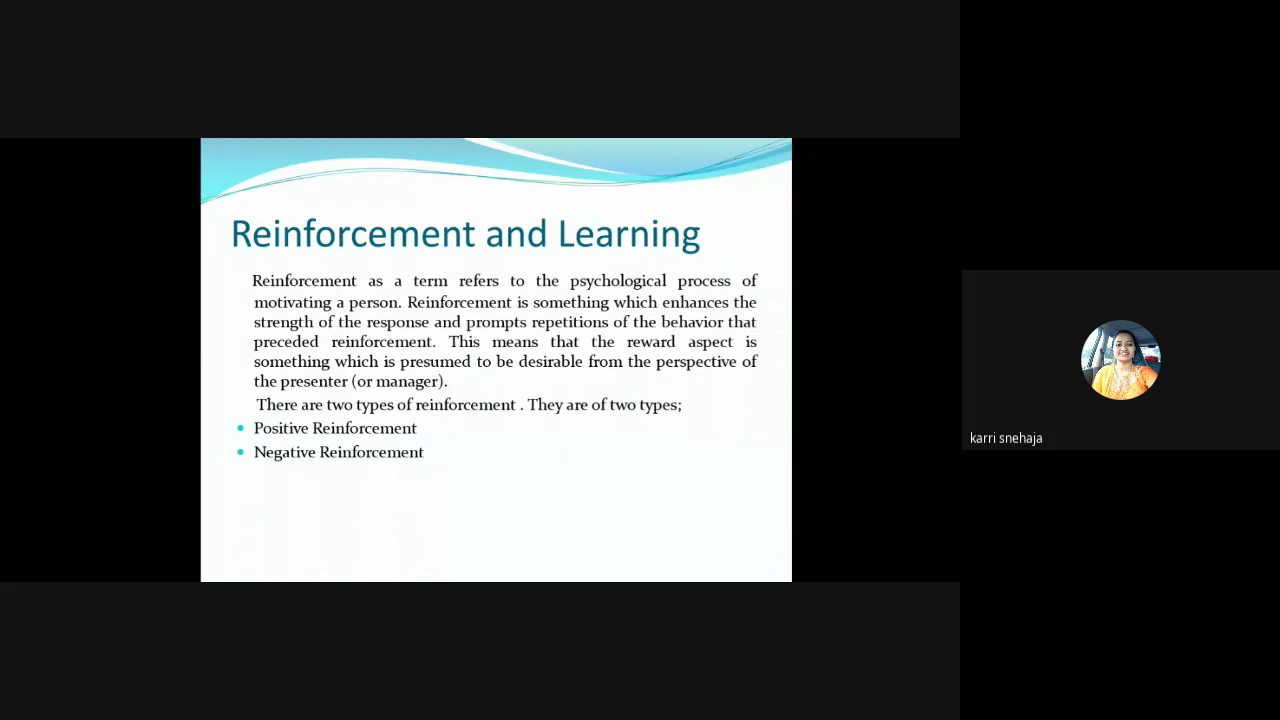 Reinforcement and Learning
Reinforcement as a term refers to the psychological process of
motivating a person. Reinforcement is something which enhances the
strength of the response and prompts repetitions of the behavior that
preceded reinforcement. This means that the reward aspect is
something which is presumed to be desirable from the perspective of
the presenter (or manager).
There are two types of reinforcement . They are of two types;
• Positive Reinforcement
• Negative Reinforcement
karri snehaja